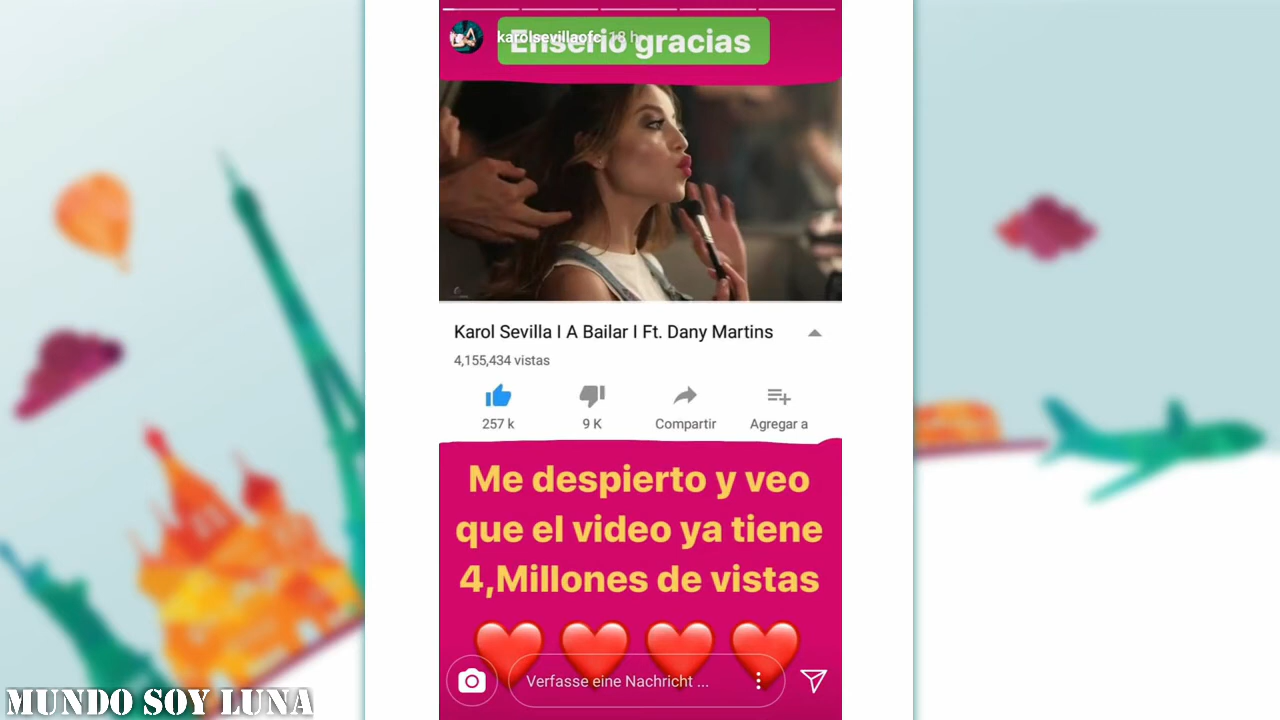 Enserio gracias
karolsevillaofc 18 h
Karol Sevilla I A Bailar I Ft. Dany Martins
4,155,434 vistas
257 k 9 K Compartir Agregar a
Me despierto y veo
que el video ya tiene
4,Millones de vistas
Verfasse eine Nachricht ...
MUNDO SOY LUNA